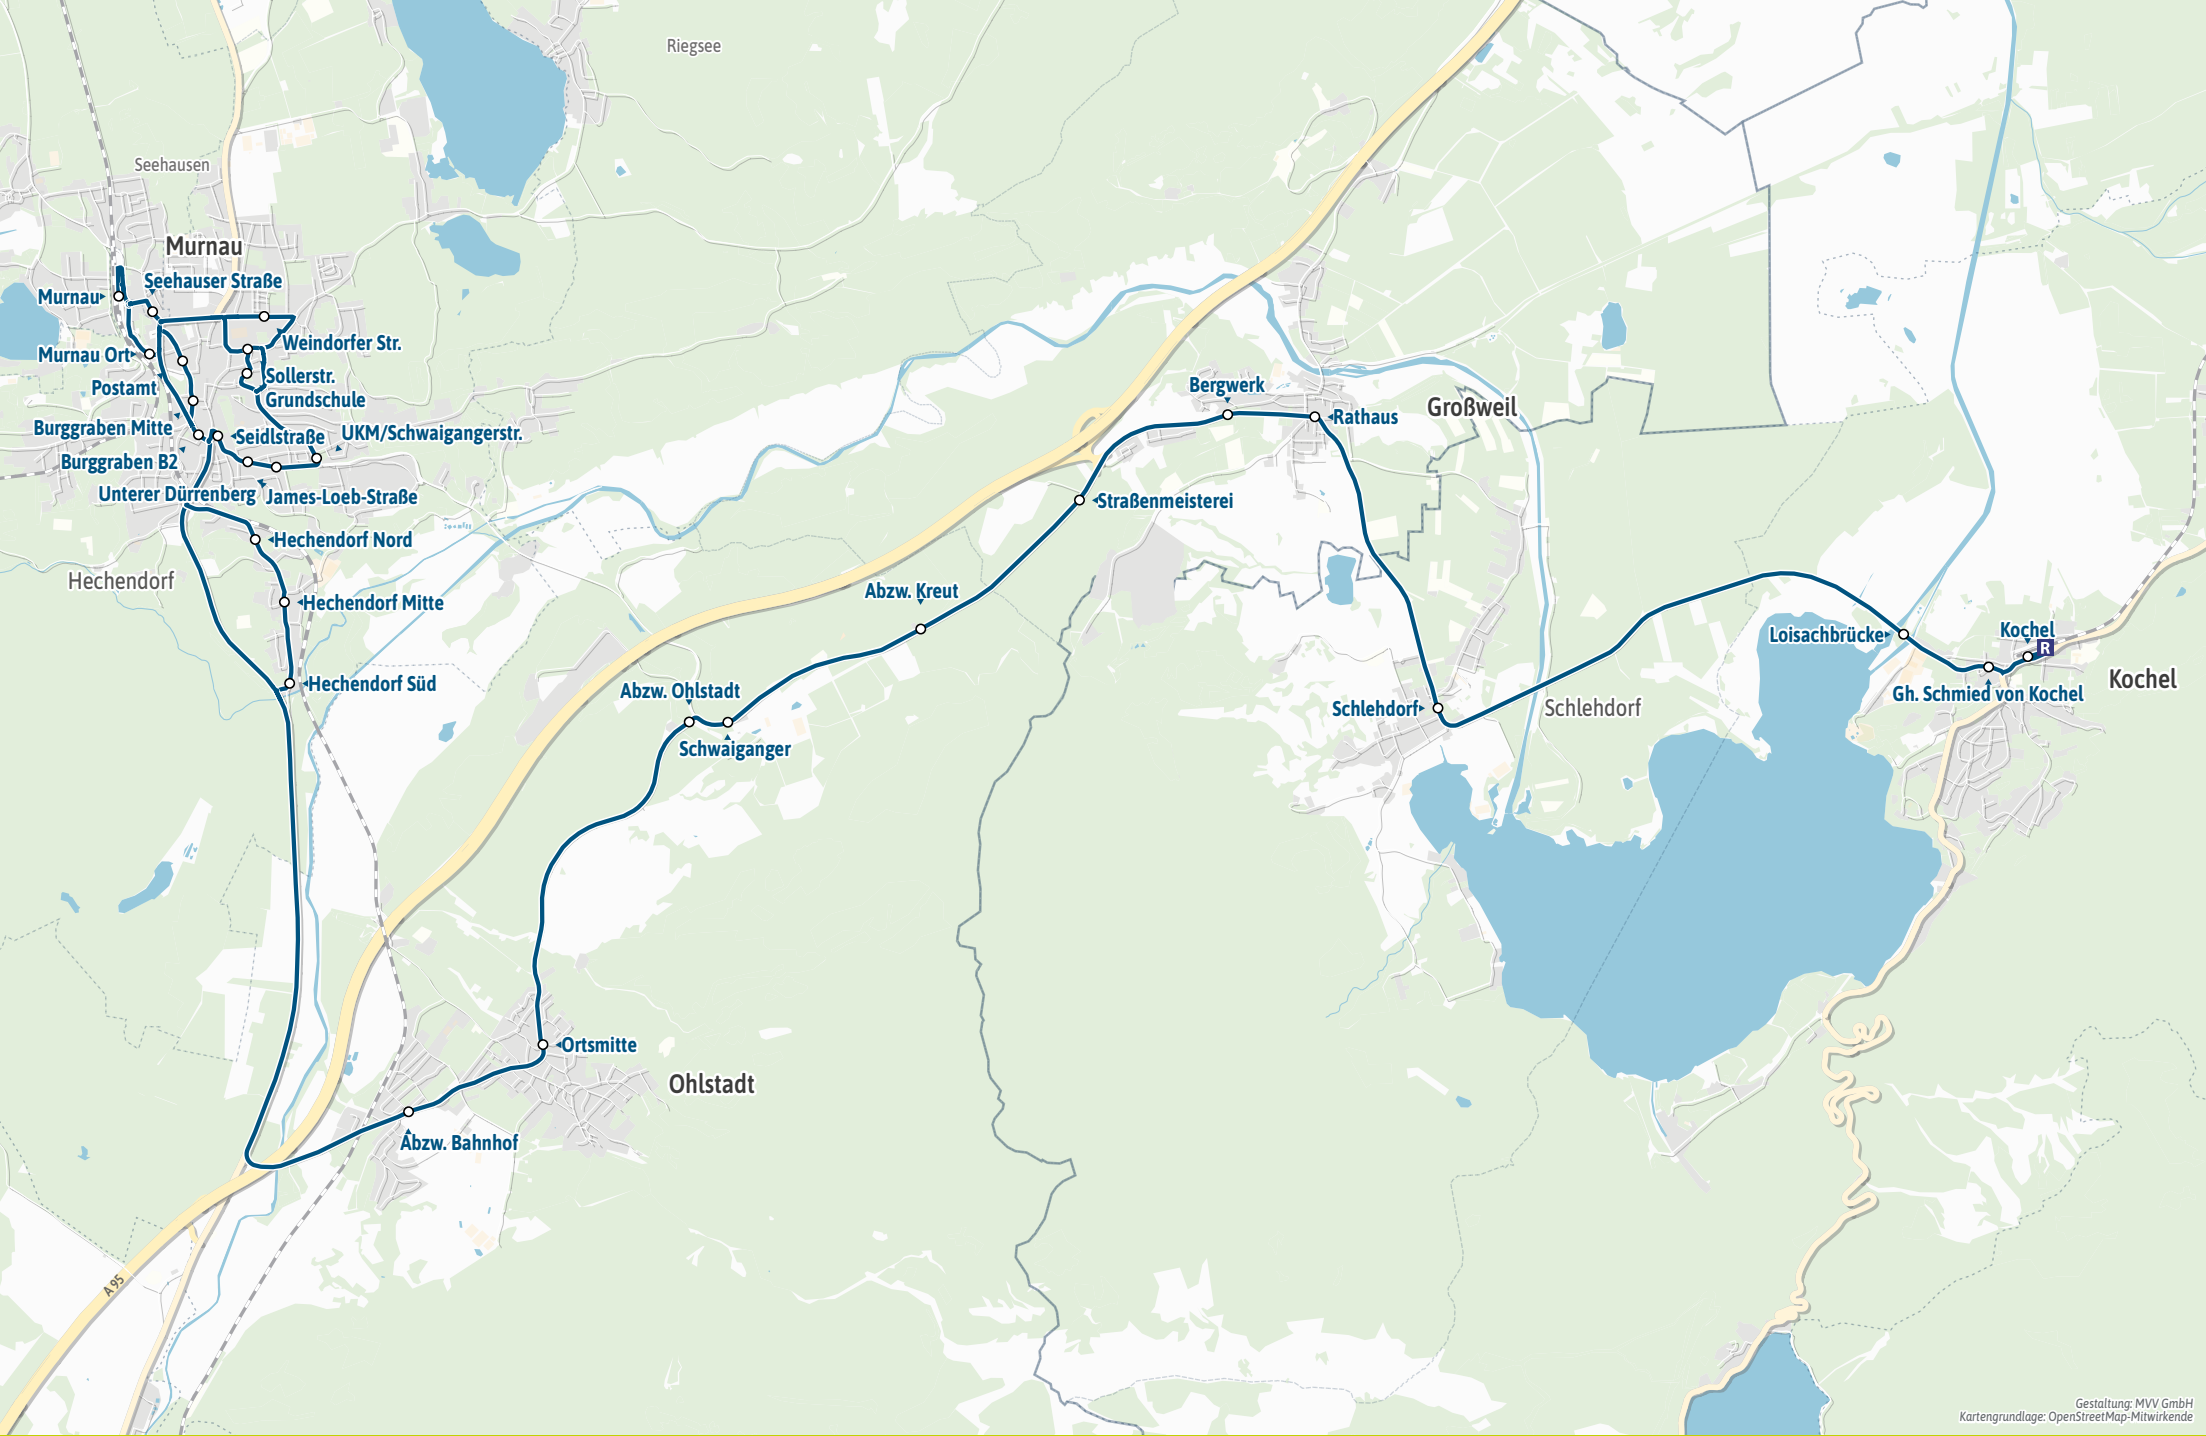 Riegsee
Seehausen
Murnau
Seehauser Straße
Murnau
Weindorfer Str.
Murnau Ort
Sollerstr.
Postamt
Grundschule
Burggraben Mitte
Seidlstraße
UKM/Schwaigangerstr.
Burggraben B2
Unterer Dürrenberg
James-Loeb-Straße
Hechendorf Nord
Hechendorf
Hechendorf Mitte
Hechendorf Süd
Bergwerk
Rathaus
Großweil
Straßenmeisterei
Abzw. Kreut
Abzw. Ohlstadt
Schwaiganger
Loisachbrücke
Kochel
R
Kochel
Gh. Schmied von Kochel
Schlehdorf
Schlehdorf
Ortsmitte
Ohlstadt
Abzw. Bahnhof
A 95
Gestaltung: MVV GmbH
Kartengrundlage: OpenStreetMap-Mitwirkende